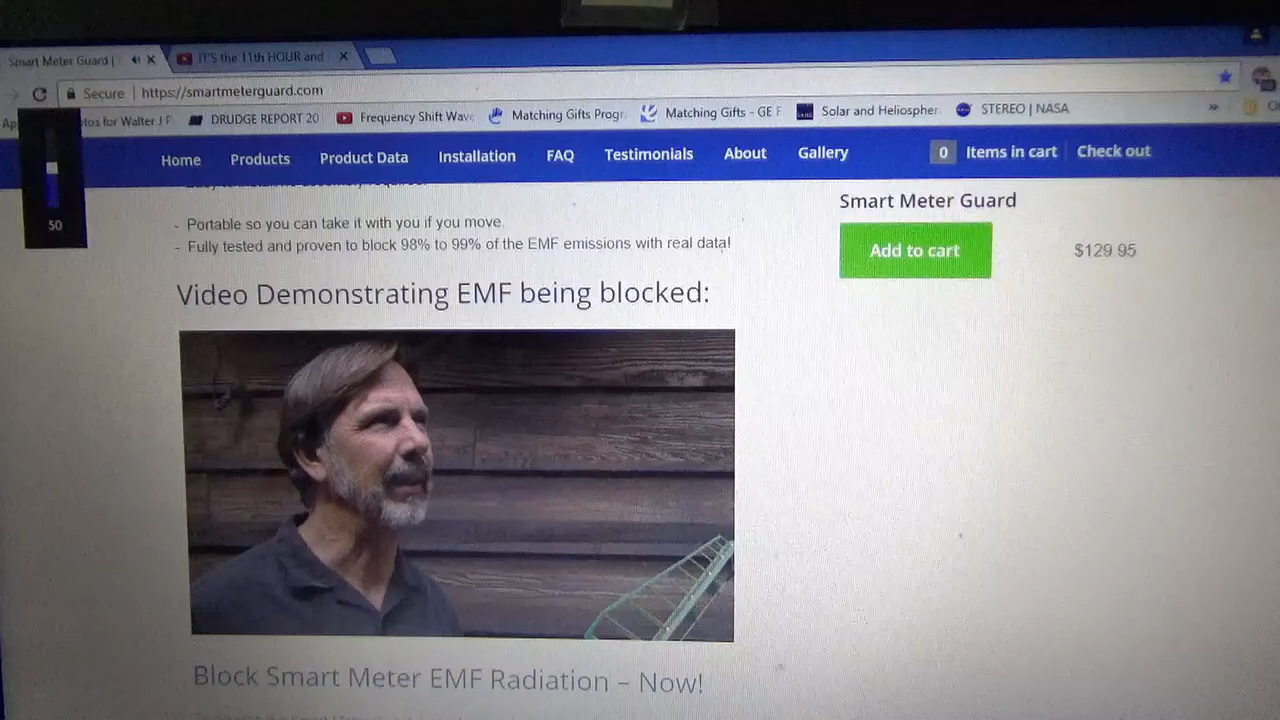 Smart Meter Guard |
IT'S the 11th HOUR and
Secure | https://smartmeterguard.com
tos for Walter J F
DRUDGE REPORT 20
Frequency Shift Wave
Matching Gifts Progr
Matching Gifts - GE F
Solar and Heliospher
STEREO | NASA
»
Home
Products
Product Data
Installation
FAQ
Testimonials
About
Gallery
0
Items in cart
Check out
50
- Portable so you can take it with you if you move.
- Fully tested and proven to block 98% to 99% of the EMF emissions with real data!
Smart Meter Guard
Add to cart
$129.95
Video Demonstrating EMF being blocked:
Block Smart Meter EMF Radiation – Now!